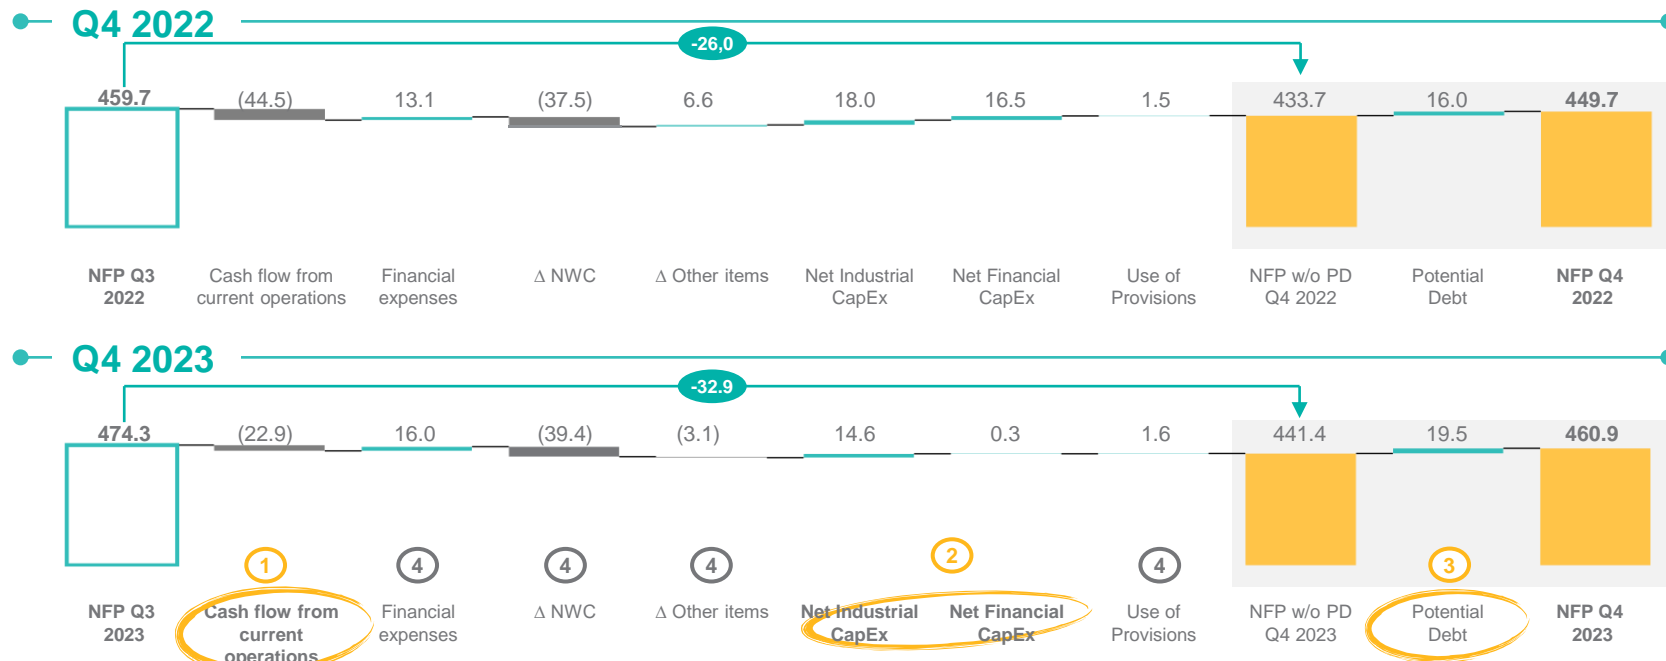 Q4 2022
-26,0
459.7 (44.5) 13.1 (37.5) 6.6 18.0 16.5 1.5 433.7 16.0 449.7
NFP Q3 Cash flow from Financial Δ NWC Δ Other items Net Industrial Net Financial Use of NFP w/o PD Potential NFP Q4
2022 current operations expenses CapEx CapEx Provisions Q4 2022 Debt 2022
Q4 2023
-32.9
474.3 (22.9) 16.0 (39.4) (3.1) 14.6 0.3 1.6 441.4 19.5 460.9
1 4 4 4 2 4 3
NFP Q3 Cash flow from Financial Δ NWC Δ Other items Net Industrial Net Financial Use of NFP w/o PD Potential NFP Q4
2023 current expenses CapEx CapEx Provisions Q4 2023 Debt 2023
operations